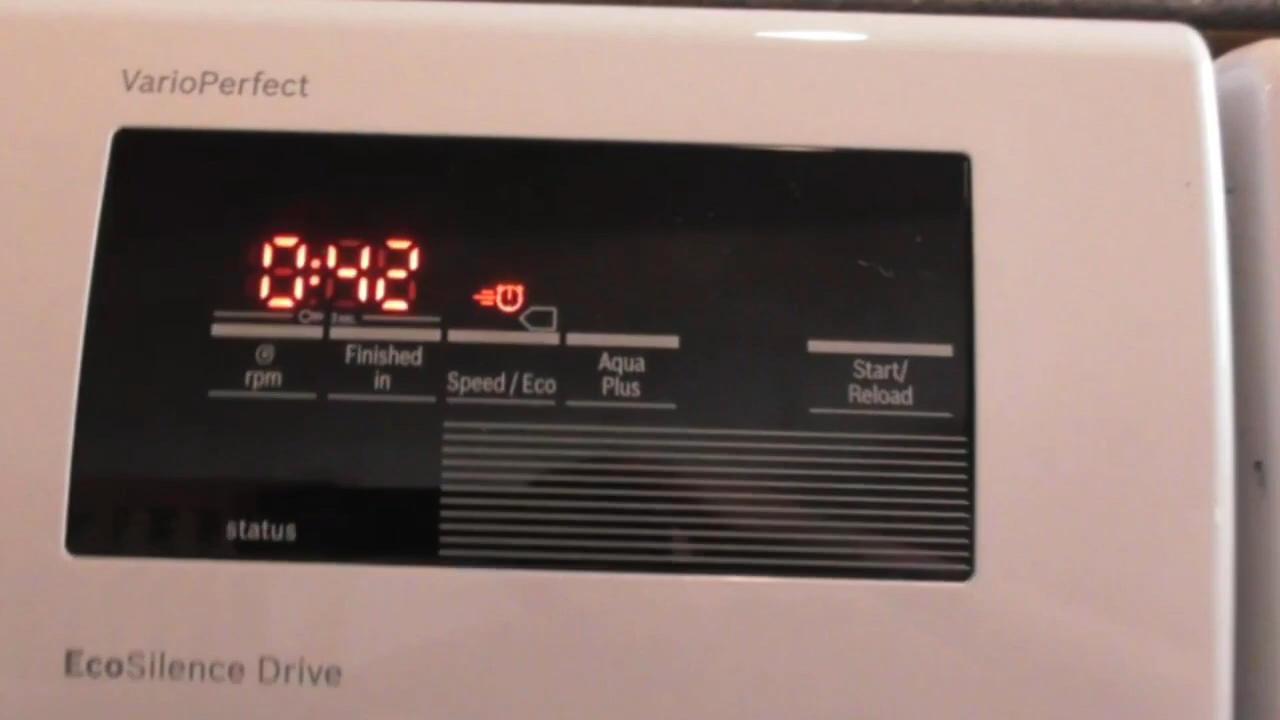 VarioPerfect
0:42
rpm
Finished
in
Speed / Eco
Aqua
Plus
Start/
Reload
status
EcoSilence Drive